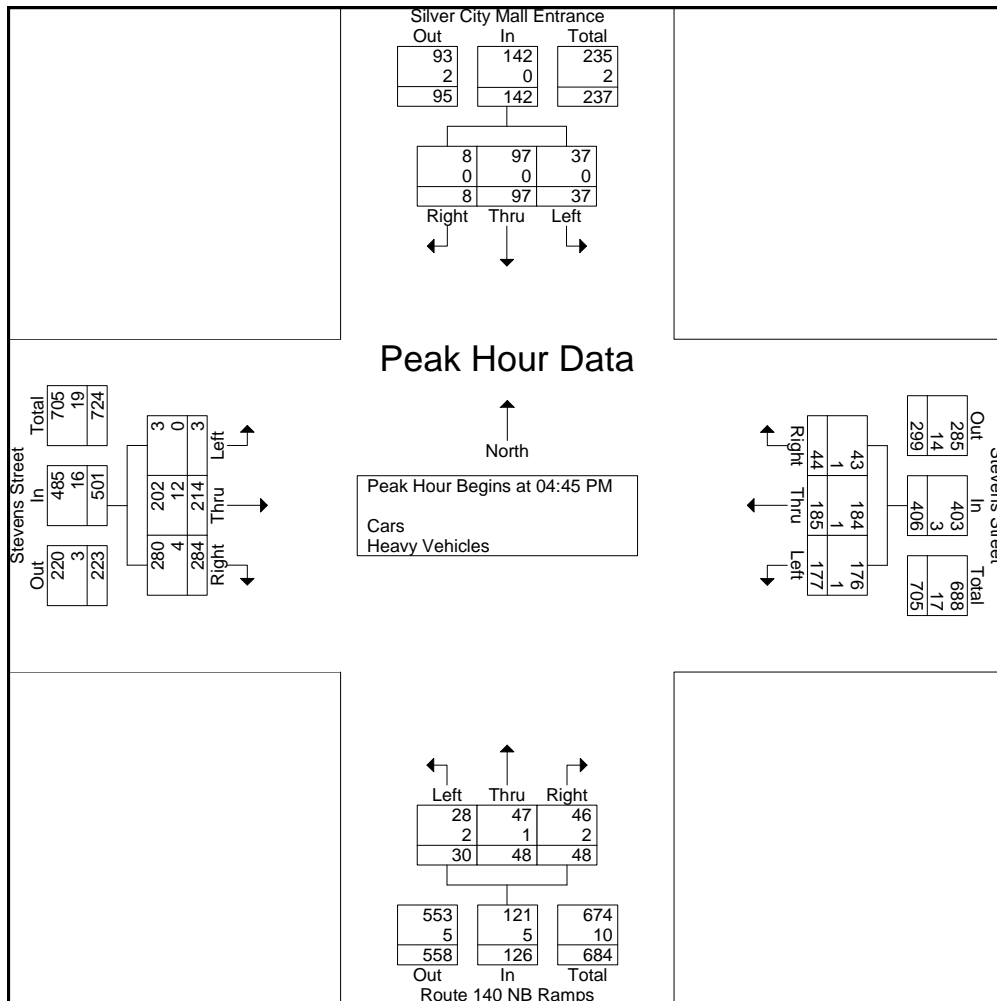 Silver City Mall Entrance
Out In Total
93 142 235
2 0 2
95 142 237
8 97 37
0 0 0
8 97 37
Right Thru Left
Peak Hour Data
North
Peak Hour Begins at 04:45 PM
Cars
Heavy Vehicles
Stevens Street
Total In Out
705 485 220
19 16 3
724 501 223
3 202 280
0 12 4
3 214 284
Left Thru Right
Stevens Street
Out In Total
285 403 688
14 3 17
299 406 705
43 184 176
1 1 1
44 185 177
Right Thru Left
Left Thru Right
28 47 46
2 1 2
30 48 48
553 121 674
5 5 10
558 126 684
Out In Total
Route 140 NB Ramps